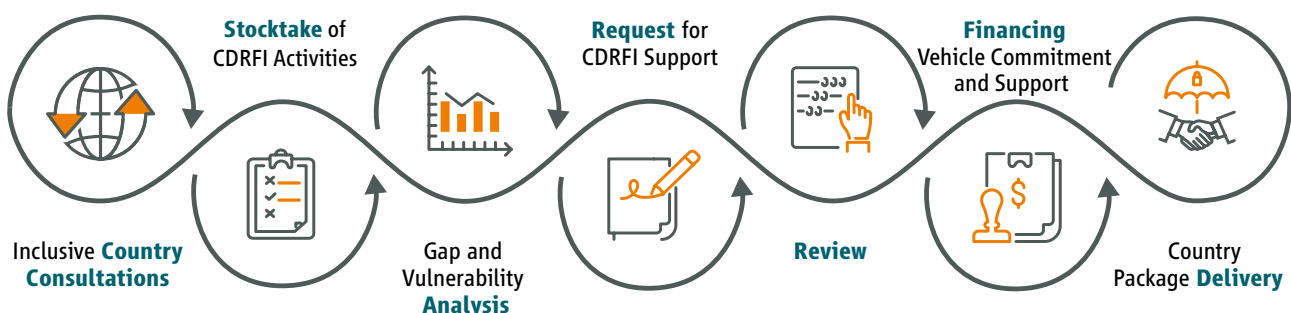 Inclusive Country
Consultations
Stocktake of
CDRFI Activities
Gap and
Vulnerability
Analysis
Request for
CDRFI Support
Review
Financing
Vehicle Commitment
and Support
$
Country
Package Delivery